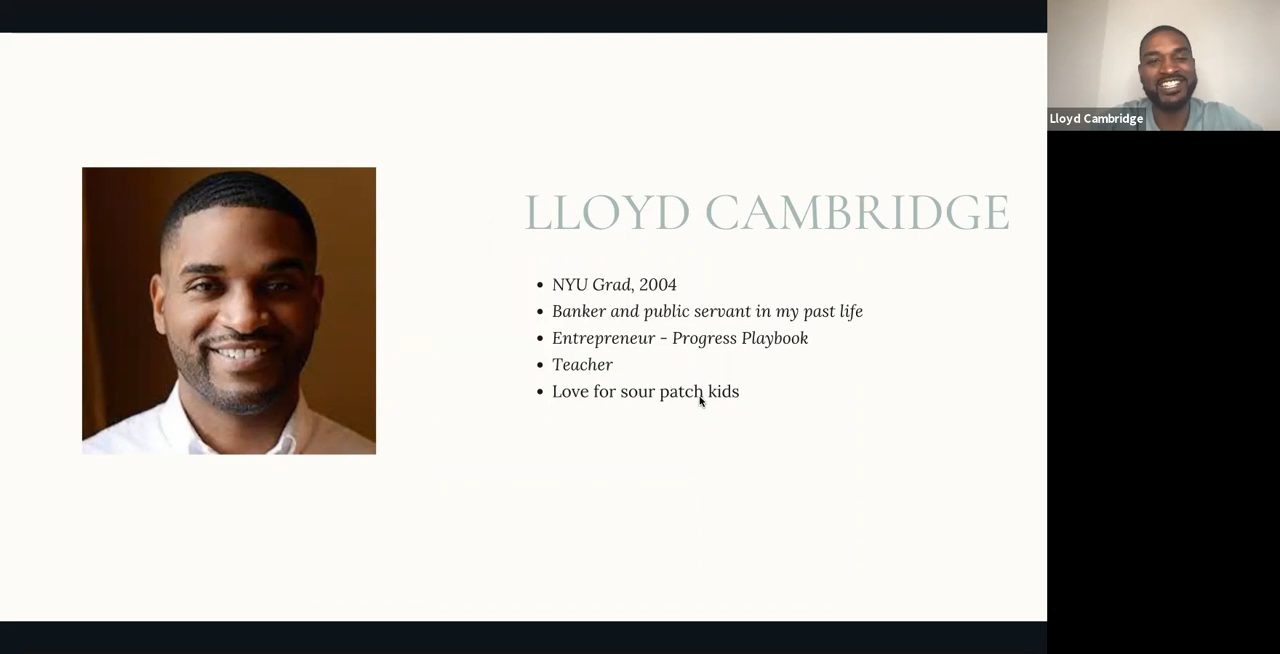 LLOYD CAMBRIDGE
NYU Grad, 2004
Banker and public servant in my past life
Entrepreneur - Progress Playbook
Teacher
Love for sour patch kids
Lloyd Cambridge